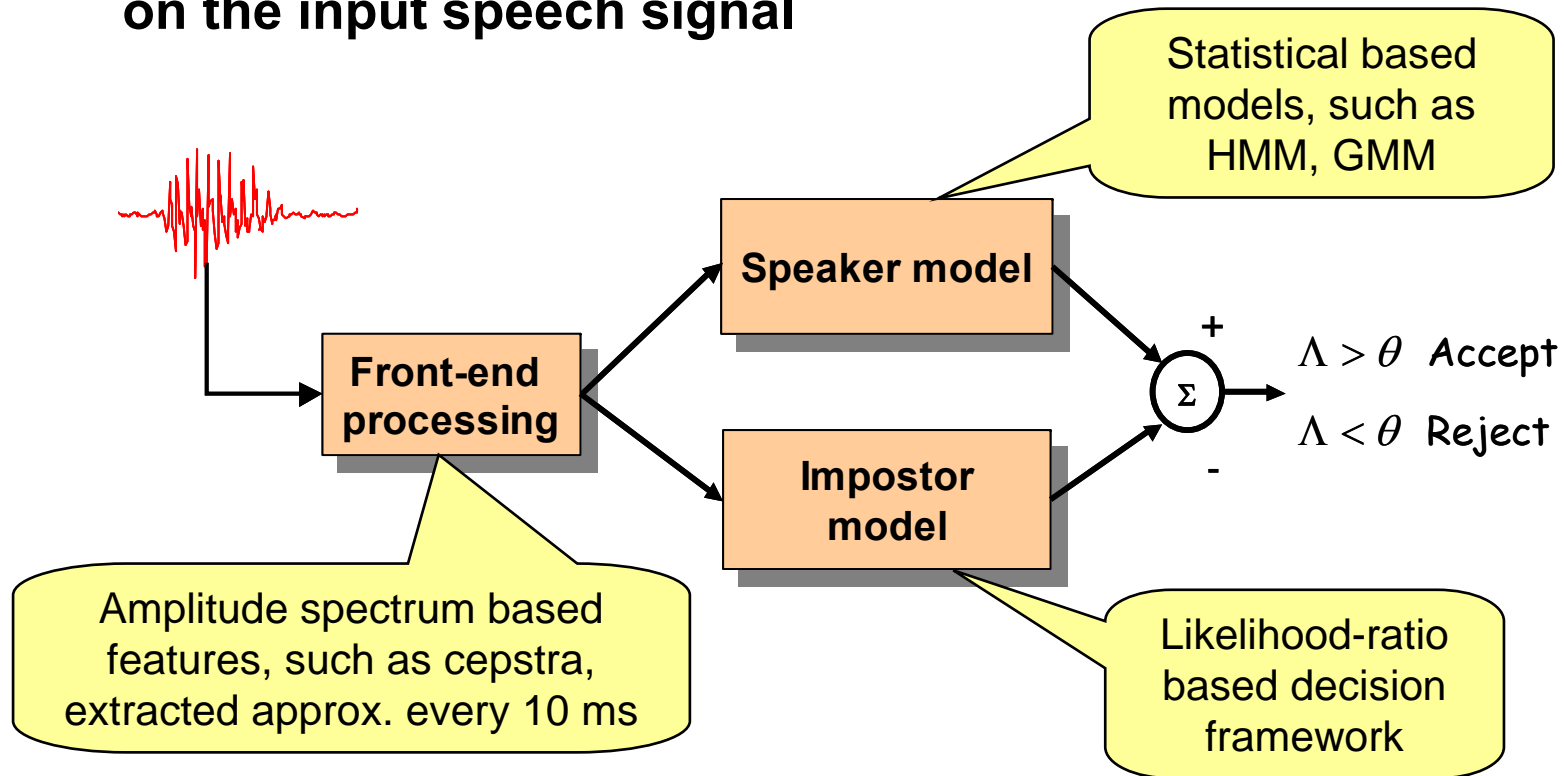 on the input speech signal
Statistical based
models, such as
HMM, GMM
Speaker model
Front-end
processing
+
Σ
Λ > θ Accept
Λ < θ Reject
-
Impostor
model
Amplitude spectrum based
features, such as cepstra,
extracted approx. every 10 ms
Likelihood-ratio
based decision
framework